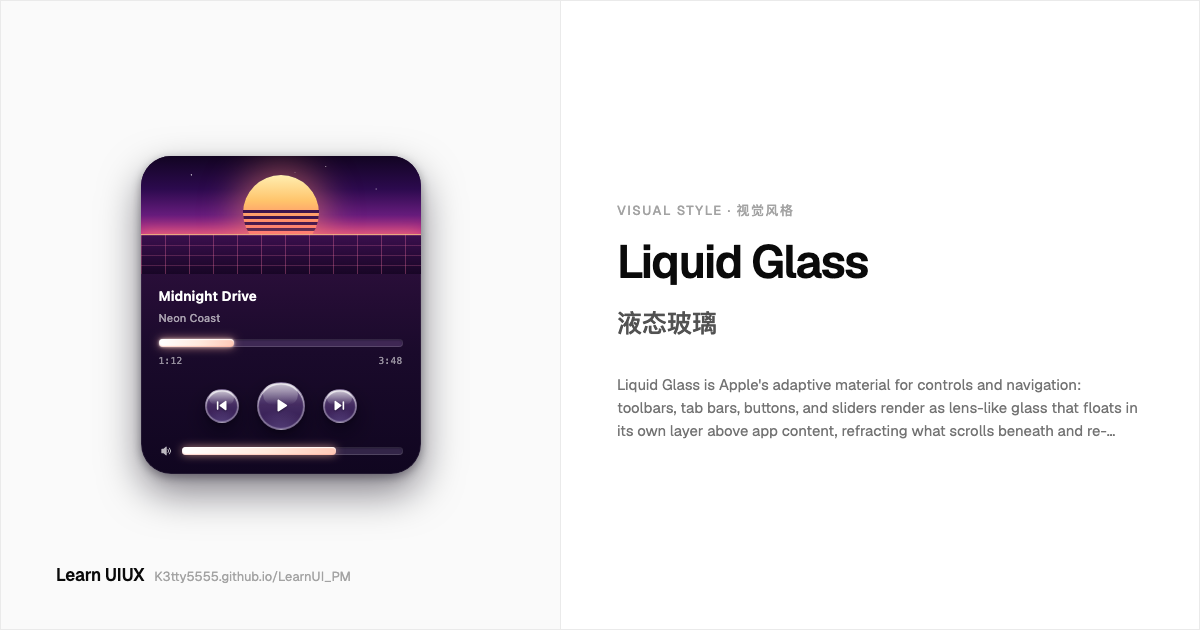 Midnight Drive
Neon Coast
1:12 3:48
Learn UIUX K3tty5555.github.io/LearnUI_PM
VISUAL STYLE · 视觉风格
Liquid Glass
液态玻璃
Liquid Glass is Apple's adaptive material for controls and navigation:
toolbars, tab bars, buttons, and sliders render as lens-like glass that floats in
its own layer above app content, refracting what scrolls beneath and re-…